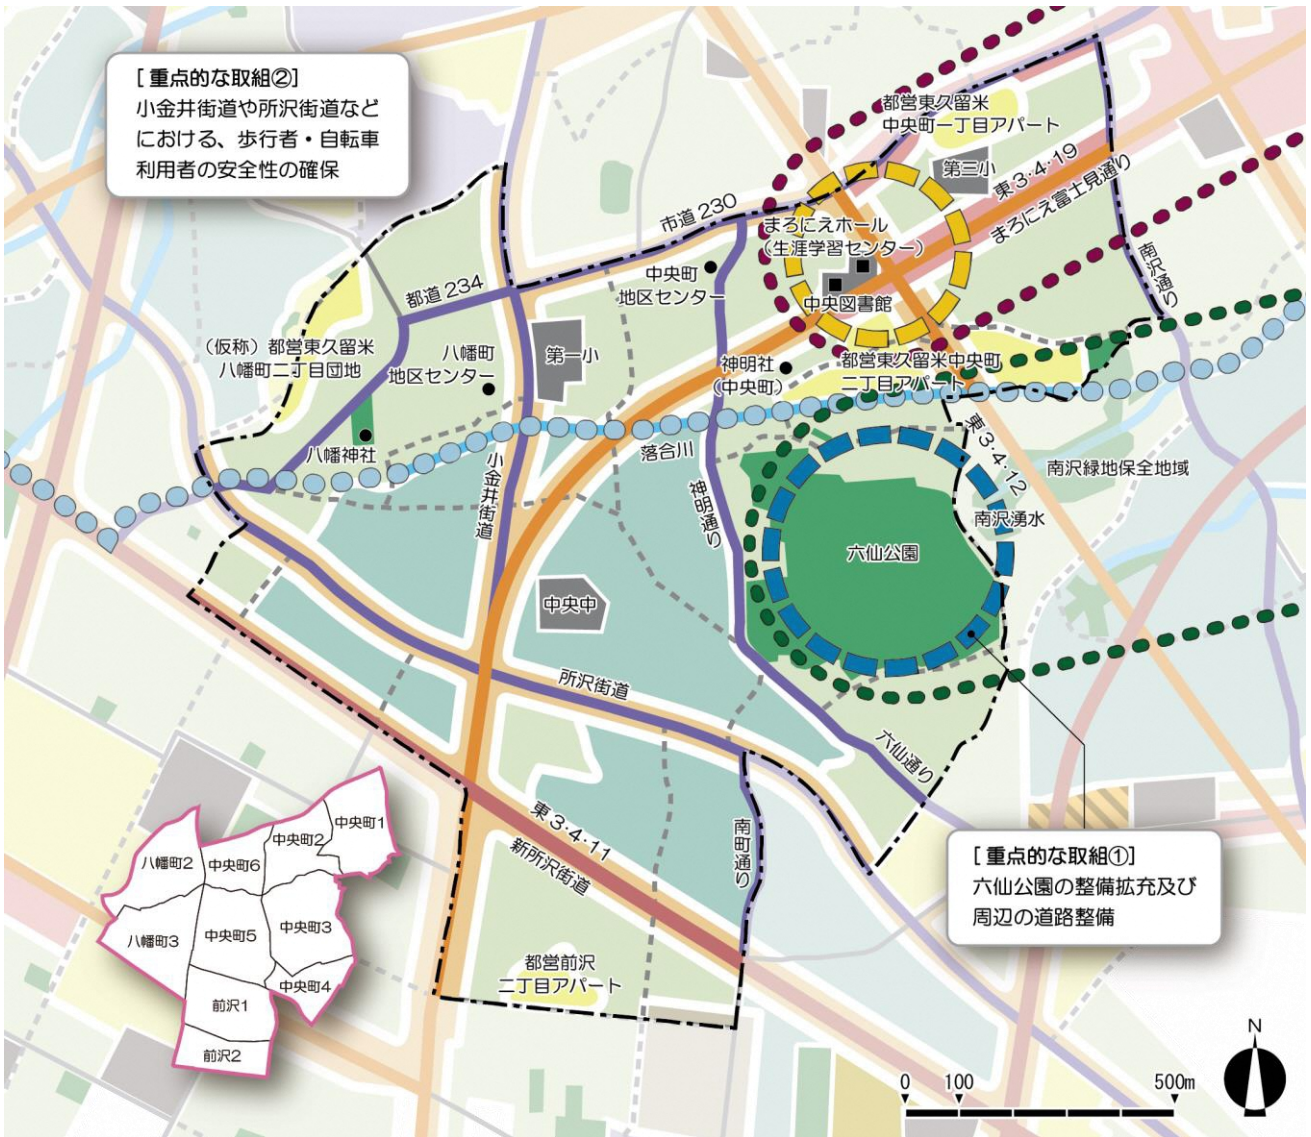 [重点的な取組②]
小金井街道や所沢街道など
における、歩行者・自転車
利用者の安全性の確保
都営東久留米
中央町一丁目アパート
第三小
東3・4・19
まろにえ富士見通り
市道230
まろにえホール
（生涯学習センター）
中央図書館
中央町
地区センター
南沢通り
都道234
（仮称）都営東久留米
八幡町二丁目団地
八幡町
地区センター
第一小
神明社
（中央町）
都営東久留米中央町
二丁目アパート
八幡神社
小金井街道
落合川
神明通り
東3・4・12
南沢緑地保全地域
南沢湧水
六仙公園
中央中
所沢街道
六仙通り
南町通り
東3・4・11
新所沢街道
[重点的な取組①]
六仙公園の整備拡充及び
周辺の道路整備
都営前沢
二丁目アパート
中央町1
中央町2
八幡町2
中央町6
八幡町3
中央町5
中央町3
中央町4
前沢1
前沢2
N
0 100 500m